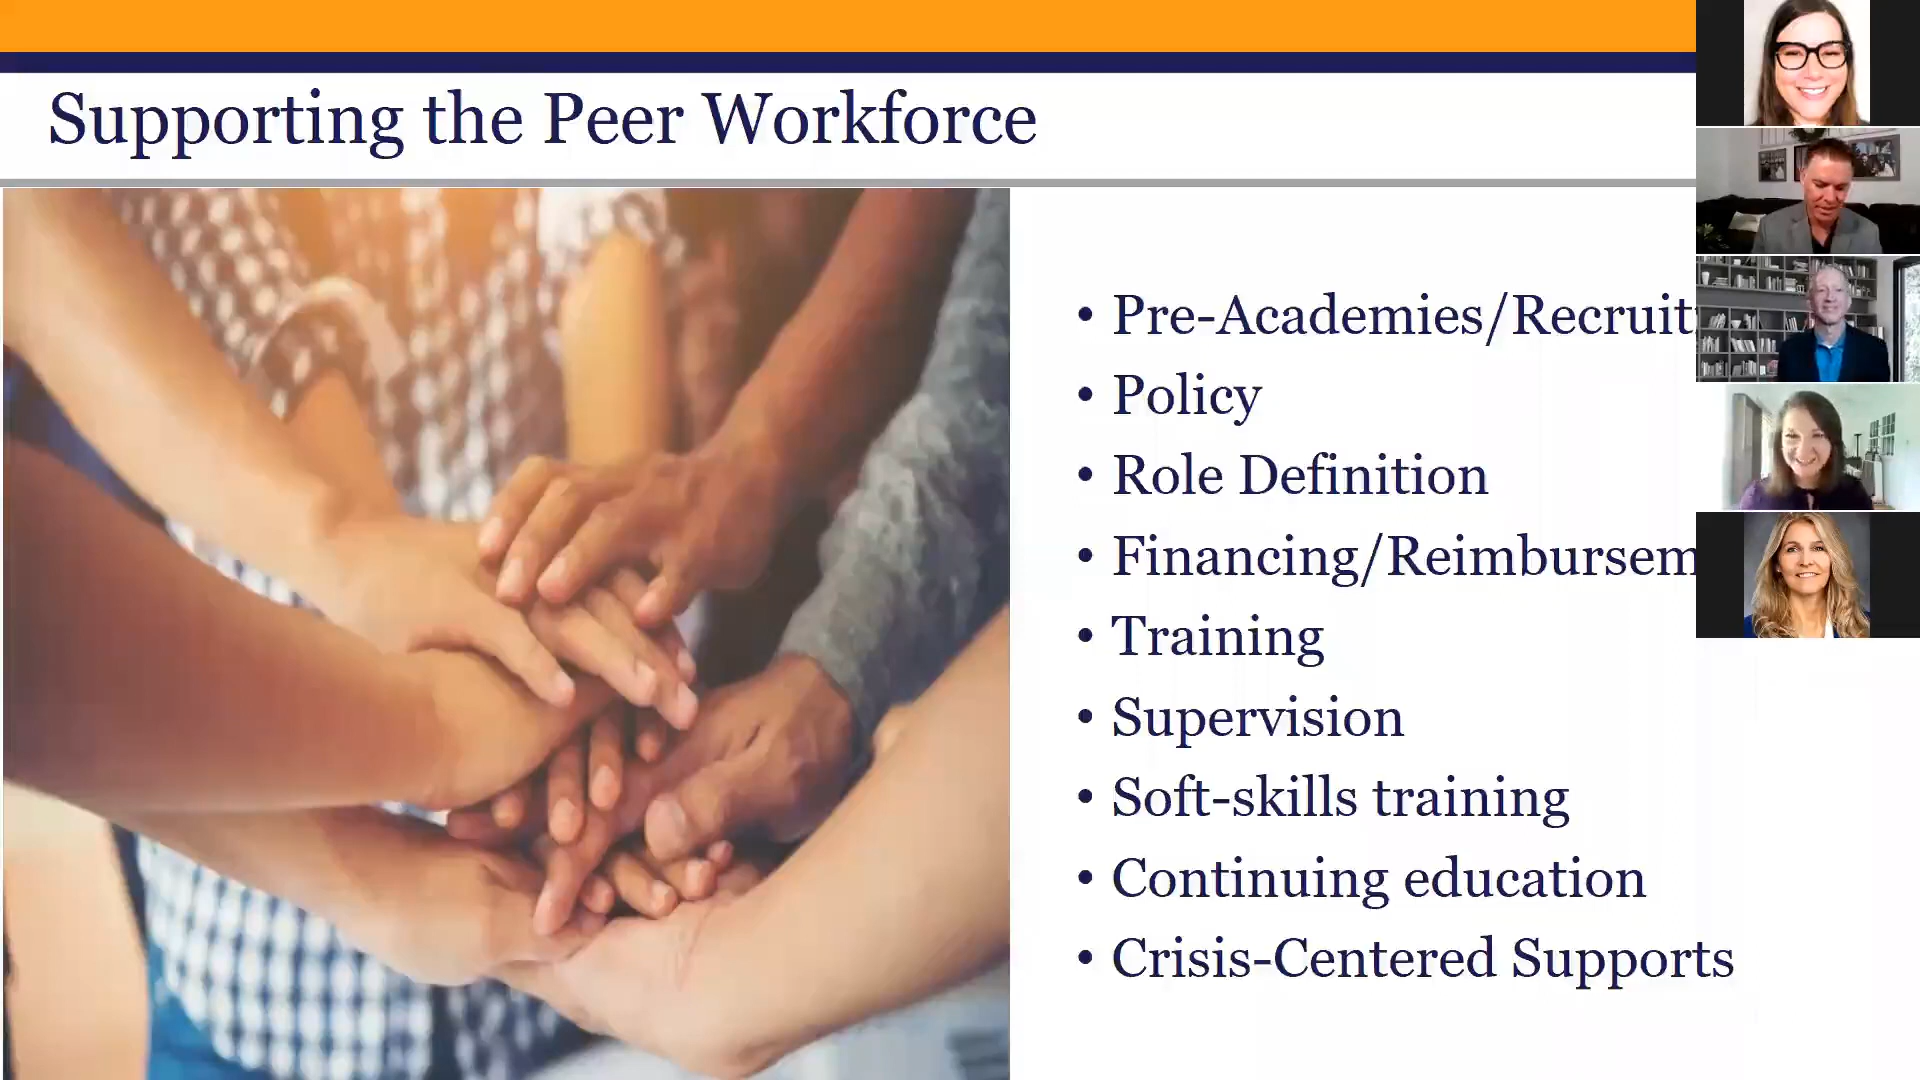 Supporting the Peer Workforce
• Pre-Academies/Recruit
• Policy
• Role Definition
• Financing/Reimbursem
• Training
• Supervision
• Soft-skills training
• Continuing education
• Crisis-Centered Supports